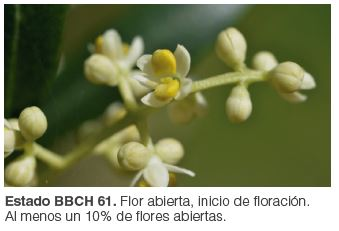 Estado BBCH 61. Flor abierta, inicio de floración.
Al menos un 10% de flores abiertas.